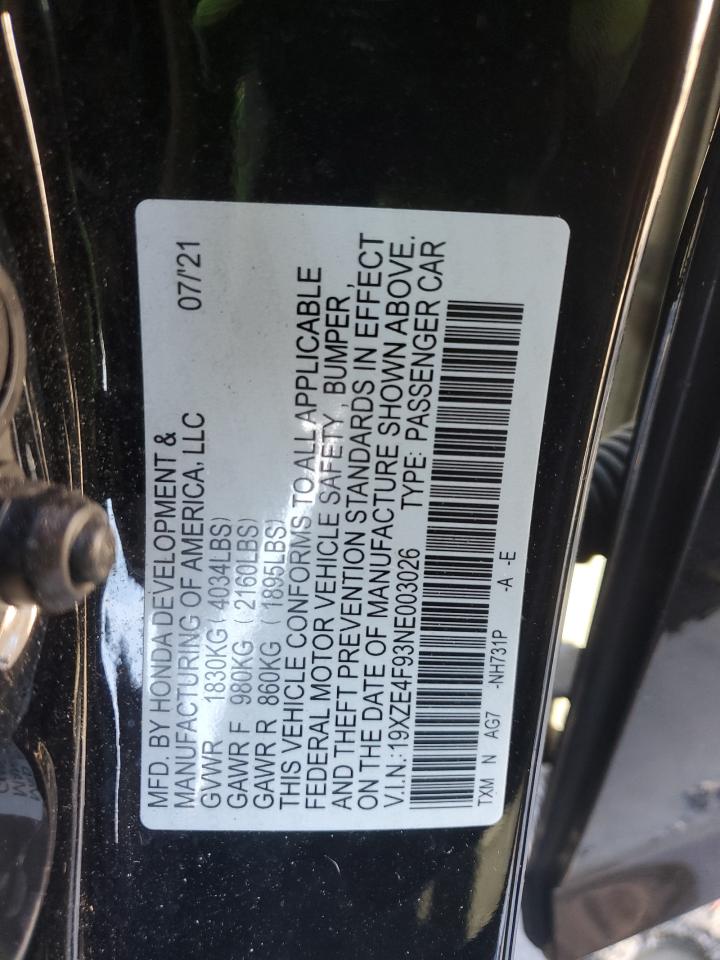 MFD. BY HONDA DEVELOPMENT &
MANUFACTURING OF AMERICA, LLC 07/'21
GVWR 1830KG (4034LBS)
GAWR F 980KG (2160LBS)
GAWR R 860KG (1895LBS)
THIS VEHICLE CONFORMS TO ALL APPLICABLE
FEDERAL MOTOR VEHICLE SAFETY, BUMPER,
AND THEFT PREVENTION STANDARDS IN EFFECT
ON THE DATE OF MANUFACTURE SHOWN ABOVE.
V.I.N.:19XZE4F93NE003026 TYPE: PASSENGER CAR
TXM N AG7 -NH731P -A -E